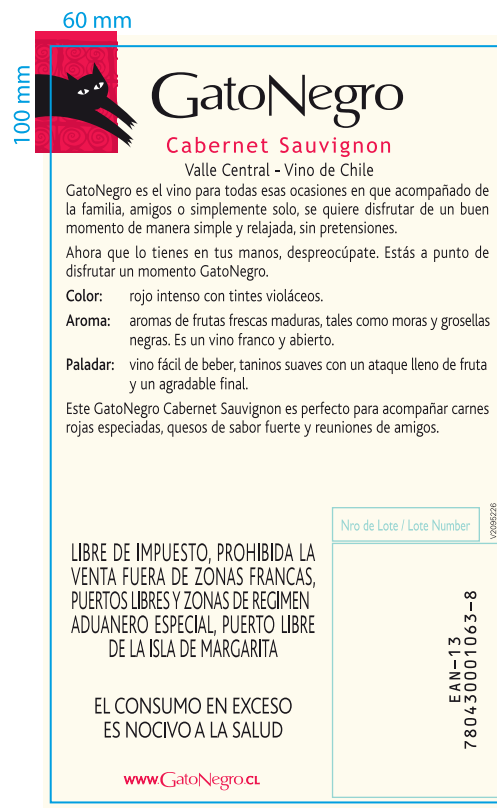 60 mm
100 mm
GatoNegro
Cabernet Sauvignon
Valle Central - Vino de Chile
GatoNegro es el vino para todas esas ocasiones en que acompañado de
la familia, amigos o simplemente solo, se quiere disfrutar de un buen
momento de manera simple y relajada, sin pretensiones.
Ahora que lo tienes en tus manos, despreocúpate. Estás a punto de
disfrutar un momento GatoNegro.
Color: rojo intenso con tintes violáceos.
Aroma: aromas de frutas frescas maduras, tales como moras y grosellas
negras. Es un vino franco y abierto.
Paladar: vino fácil de beber, taninos suaves con un ataque lleno de fruta
y un agradable final.
Este GatoNegro Cabernet Sauvignon es perfecto para acompañar carnes
rojas especiadas, quesos de sabor fuerte y reuniones de amigos.
Nro de Lote / Lote Number
V2095226
LIBRE DE IMPUESTO, PROHIBIDA LA
VENTA FUERA DE ZONAS FRANCAS,
PUERTOS LIBRES Y ZONAS DE REGIMEN
ADUANERO ESPECIAL, PUERTO LIBRE
DE LA ISLA DE MARGARITA
EAN-13
780430001063-8
EL CONSUMO EN EXCESO
ES NOCIVO A LA SALUD
www.GatoNegro.CL